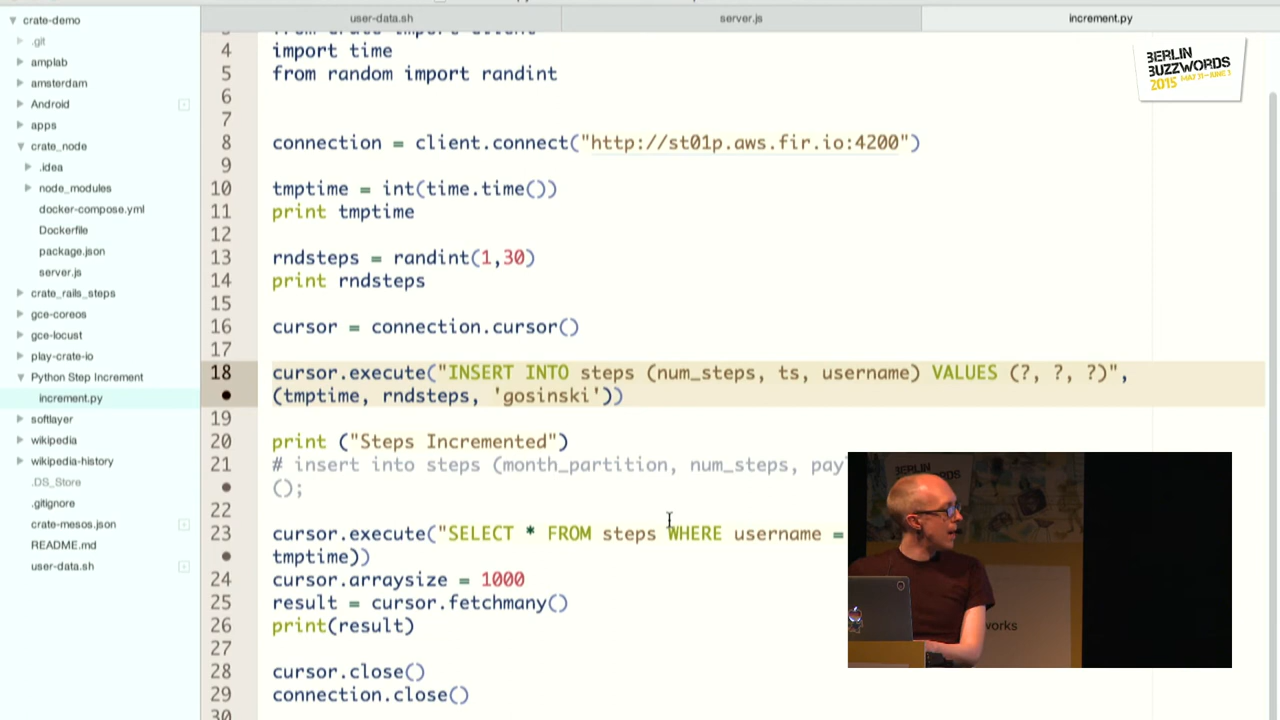 user-data.sh
server.js
increment.py
crate-demo
.git
amplab
amsterdam
Android
apps
crate_node
.idea
node_modules
docker-compose.yml
Dockerfile
package.json
server.js
crate_rails_steps
gce-coreos
gce-locust
play-crate-io
Python Step Increment
increment.py
softlayer
wikipedia
wikipedia-history
.DS_Store
.gitignore
crate-mesos.json
README.md
user-data.sh
4 import time
5 from random import randint
6
7
8 connection = client.connect("http://st01p.aws.fir.io:4200")
9
10 tmptime = int(time.time())
11 print tmptime
12
13 rndsteps = randint(1,30)
14 print rndsteps
15
16 cursor = connection.cursor()
17
18 cursor.execute("INSERT INTO steps (num_steps, ts, username) VALUES (?, ?, ?)",
(tmptime, rndsteps, 'gosinski'))
19
20 print ("Steps Incremented")
21 # insert into steps (month_partition, num_steps, pay
();
22
23 cursor.execute("SELECT * FROM steps WHERE username =
tmptime))
24 cursor.arraysize = 1000
25 result = cursor.fetchmany()
26 print(result)
27
28 cursor.close()
29 connection.close()
30
BERLIN
BUZZWORDS
2015 MAY 31-JUNE 3
works